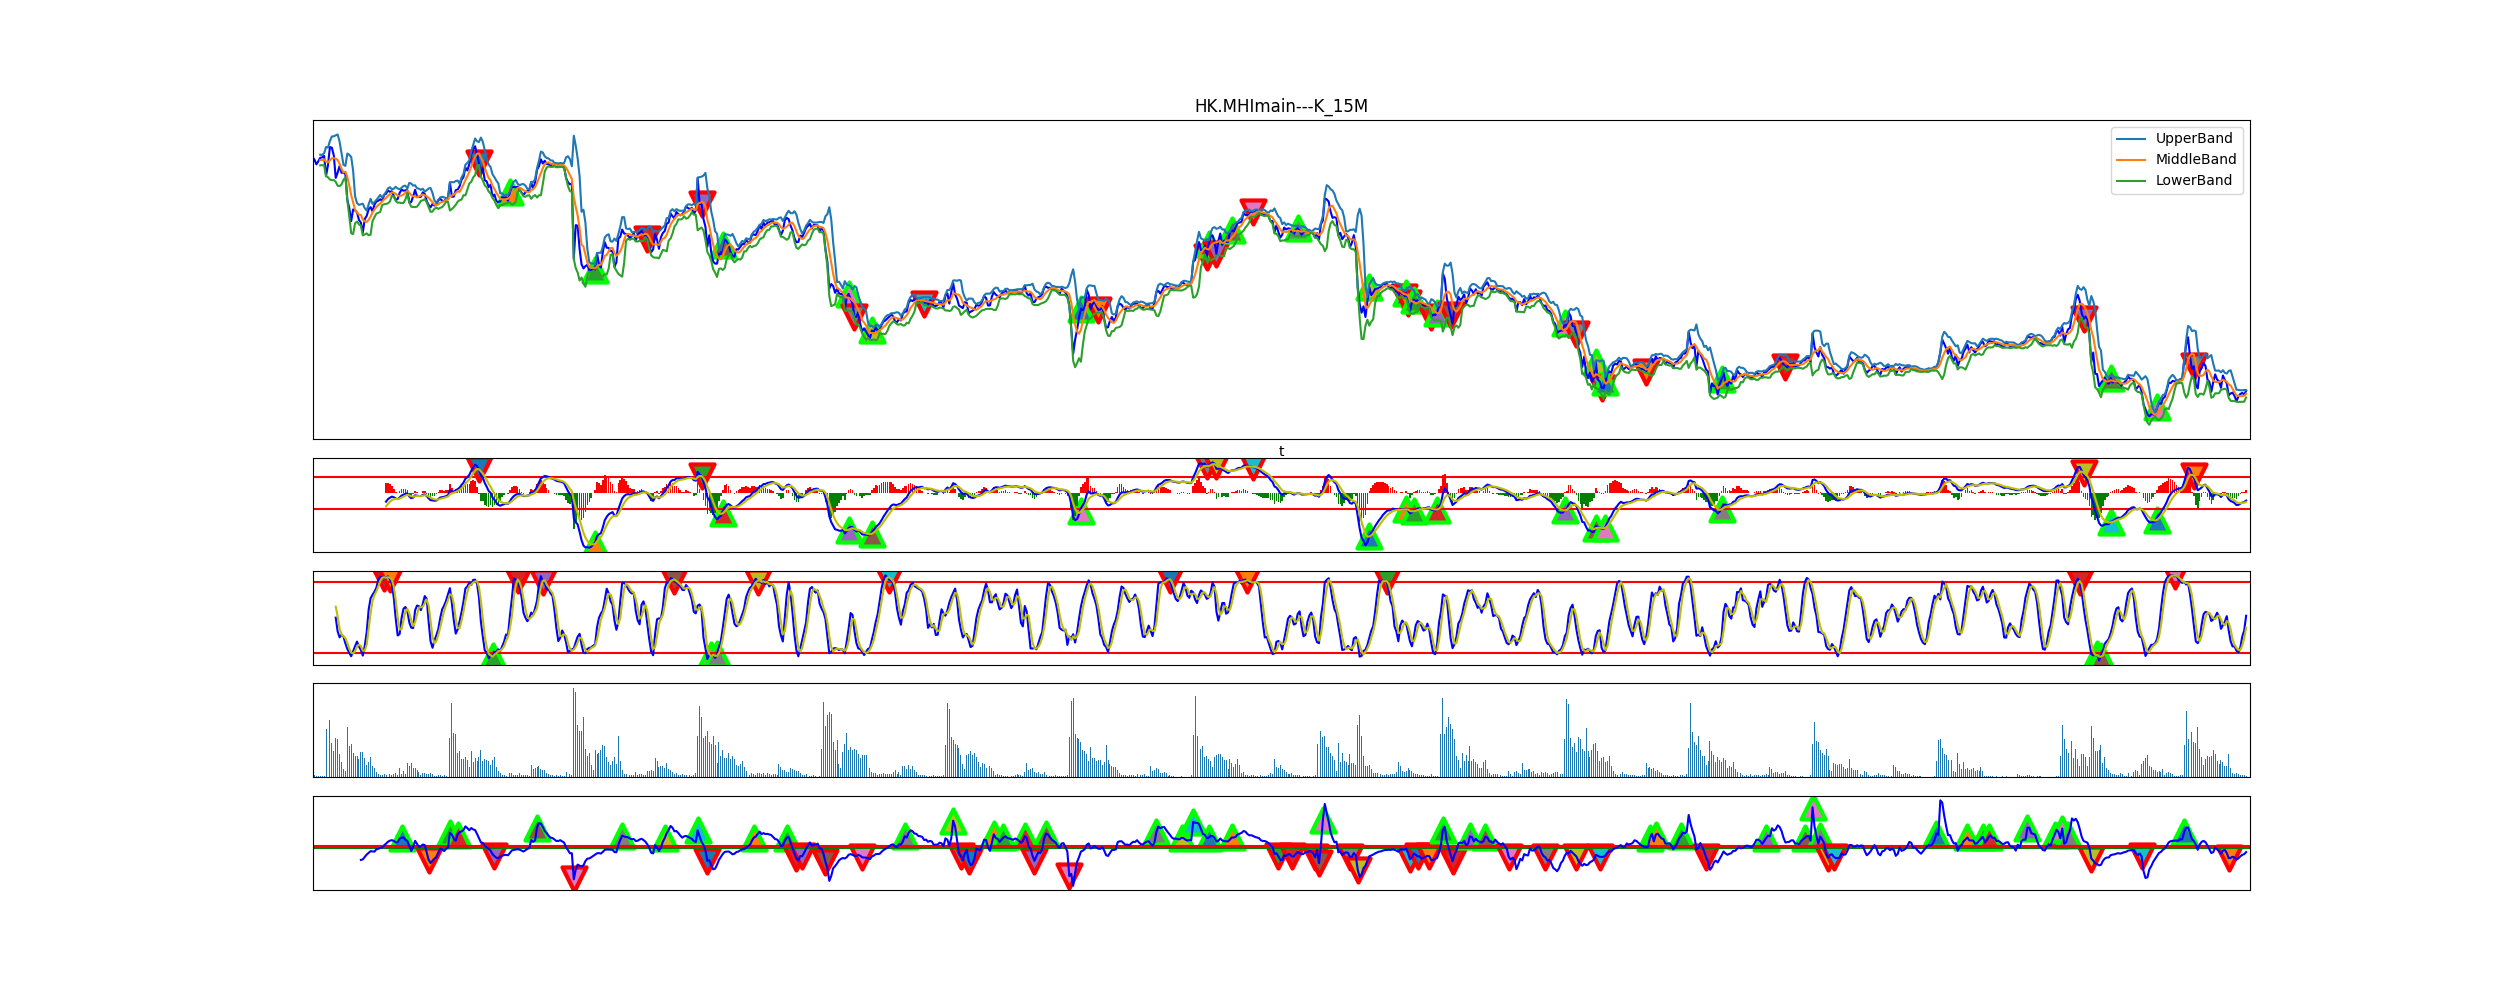 HK.MHImain---K_15M
UpperBand
MiddleBand
LowerBand
t